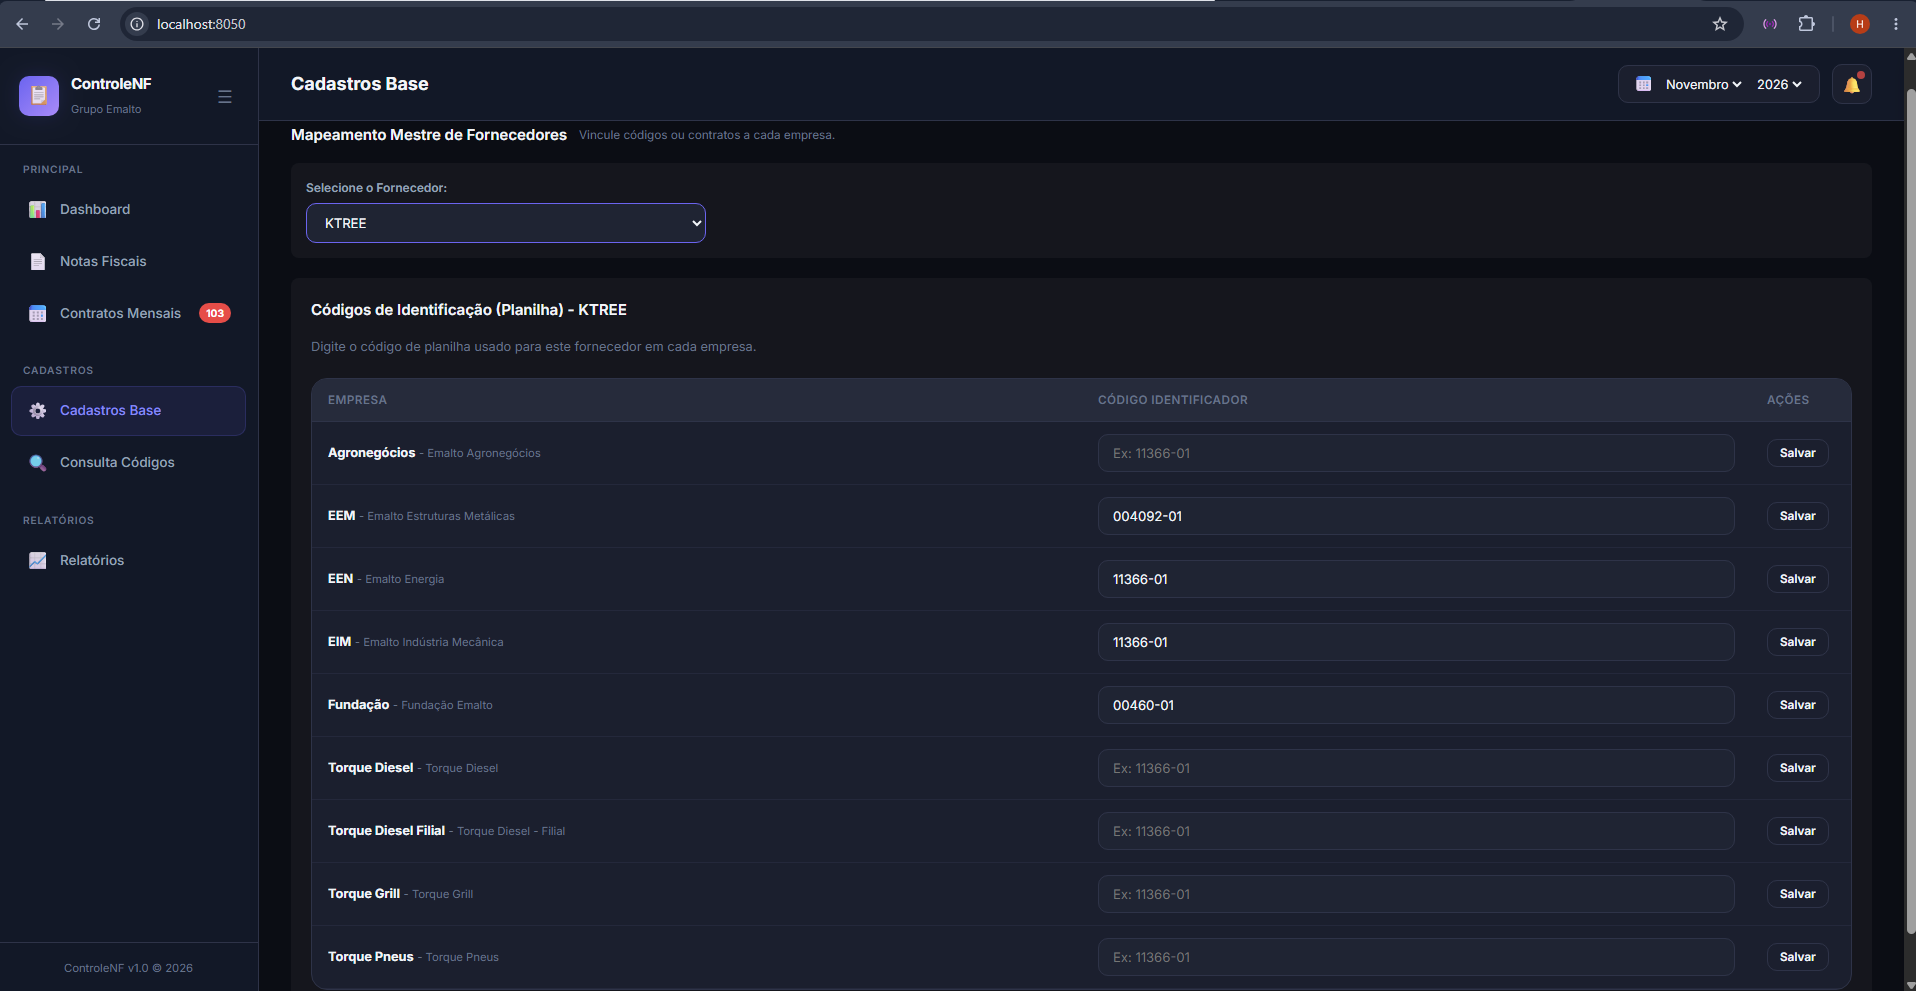 localhost:8050
H
ControleNF
Grupo Emalto
Cadastros Base
Novembro 2026
Mapeamento Mestre de Fornecedores Vincule códigos ou contratos a cada empresa.
PRINCIPAL
Dashboard
Notas Fiscais
Contratos Mensais 103
CADASTROS
Cadastros Base
Consulta Códigos
RELATÓRIOS
Relatórios
ControleNF v1.0 © 2026
Selecione o Fornecedor:
KTREE
Códigos de Identificação (Planilha) - KTREE
Digite o código de planilha usado para este fornecedor em cada empresa.
EMPRESA CÓDIGO IDENTIFICADOR AÇÕES
Agronegócios - Emalto Agronegócios Ex: 11366-01 Salvar
EEM - Emalto Estruturas Metálicas 004092-01 Salvar
EEN - Emalto Energia 11366-01 Salvar
EIM - Emalto Indústria Mecânica 11366-01 Salvar
Fundação - Fundação Emalto 00460-01 Salvar
Torque Diesel - Torque Diesel Ex: 11366-01 Salvar
Torque Diesel Filial - Torque Diesel - Filial Ex: 11366-01 Salvar
Torque Grill - Torque Grill Ex: 11366-01 Salvar
Torque Pneus - Torque Pneus Ex: 11366-01 Salvar